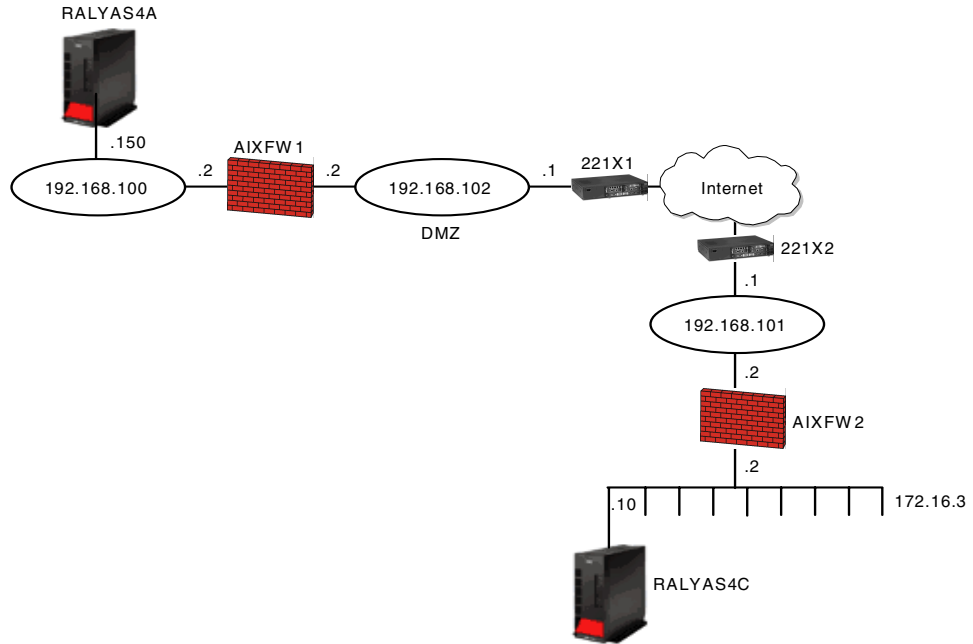 RALYAS4A
.150
AIXFW1
.2
.2
.1
221X1
192.168.100
192.168.102
Internet
DMZ
221X2
.1
192.168.101
.2
AIXFW2
.2
.10
172.16.3
RALYAS4C